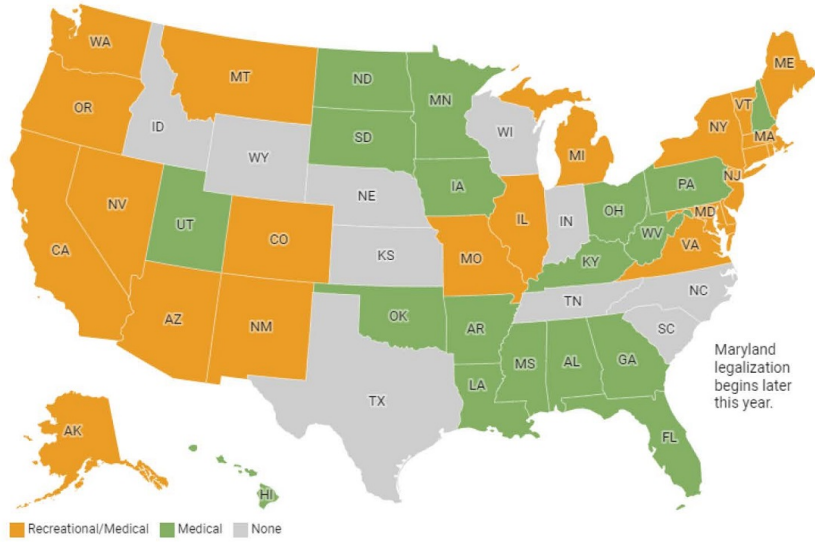 WA
MT
ND
MN
ME
OR
ID
SD
WI
VT
NY
MA
WY
MI
IA
NE
PA
NJ
NV
UT
CO
IL
IN
OH
MD
CA
KS
MO
WV
VA
KY
AZ
NM
OK
AR
TN
NC
SC
MS
AL
GA
LA
TX
FL
Maryland
legalization
begins later
this year.
AK
HI
Recreational/Medical Medical None